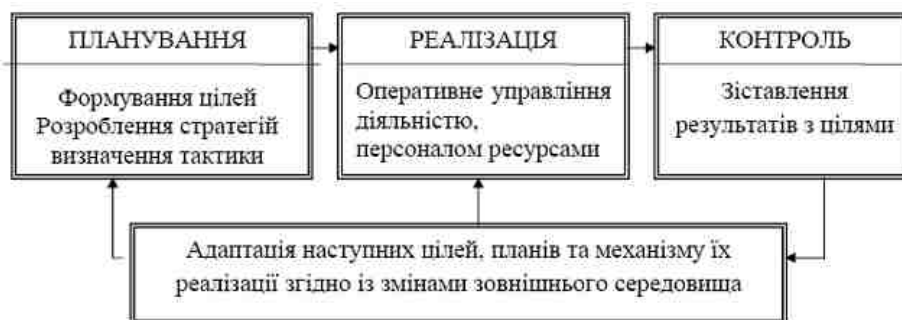 ПЛАНУВАННЯ
Формування цілей
Розроблення стратегій
визначення тактики
РЕАЛІЗАЦІЯ
Оперативне управління
діяльністю,
персоналом ресурсами
КОНТРОЛЬ
Зіставлення
результатів з цілями
Адаптація наступних цілей, планів та механізму їх
реалізації згідно із змінами зовнішнього середовища